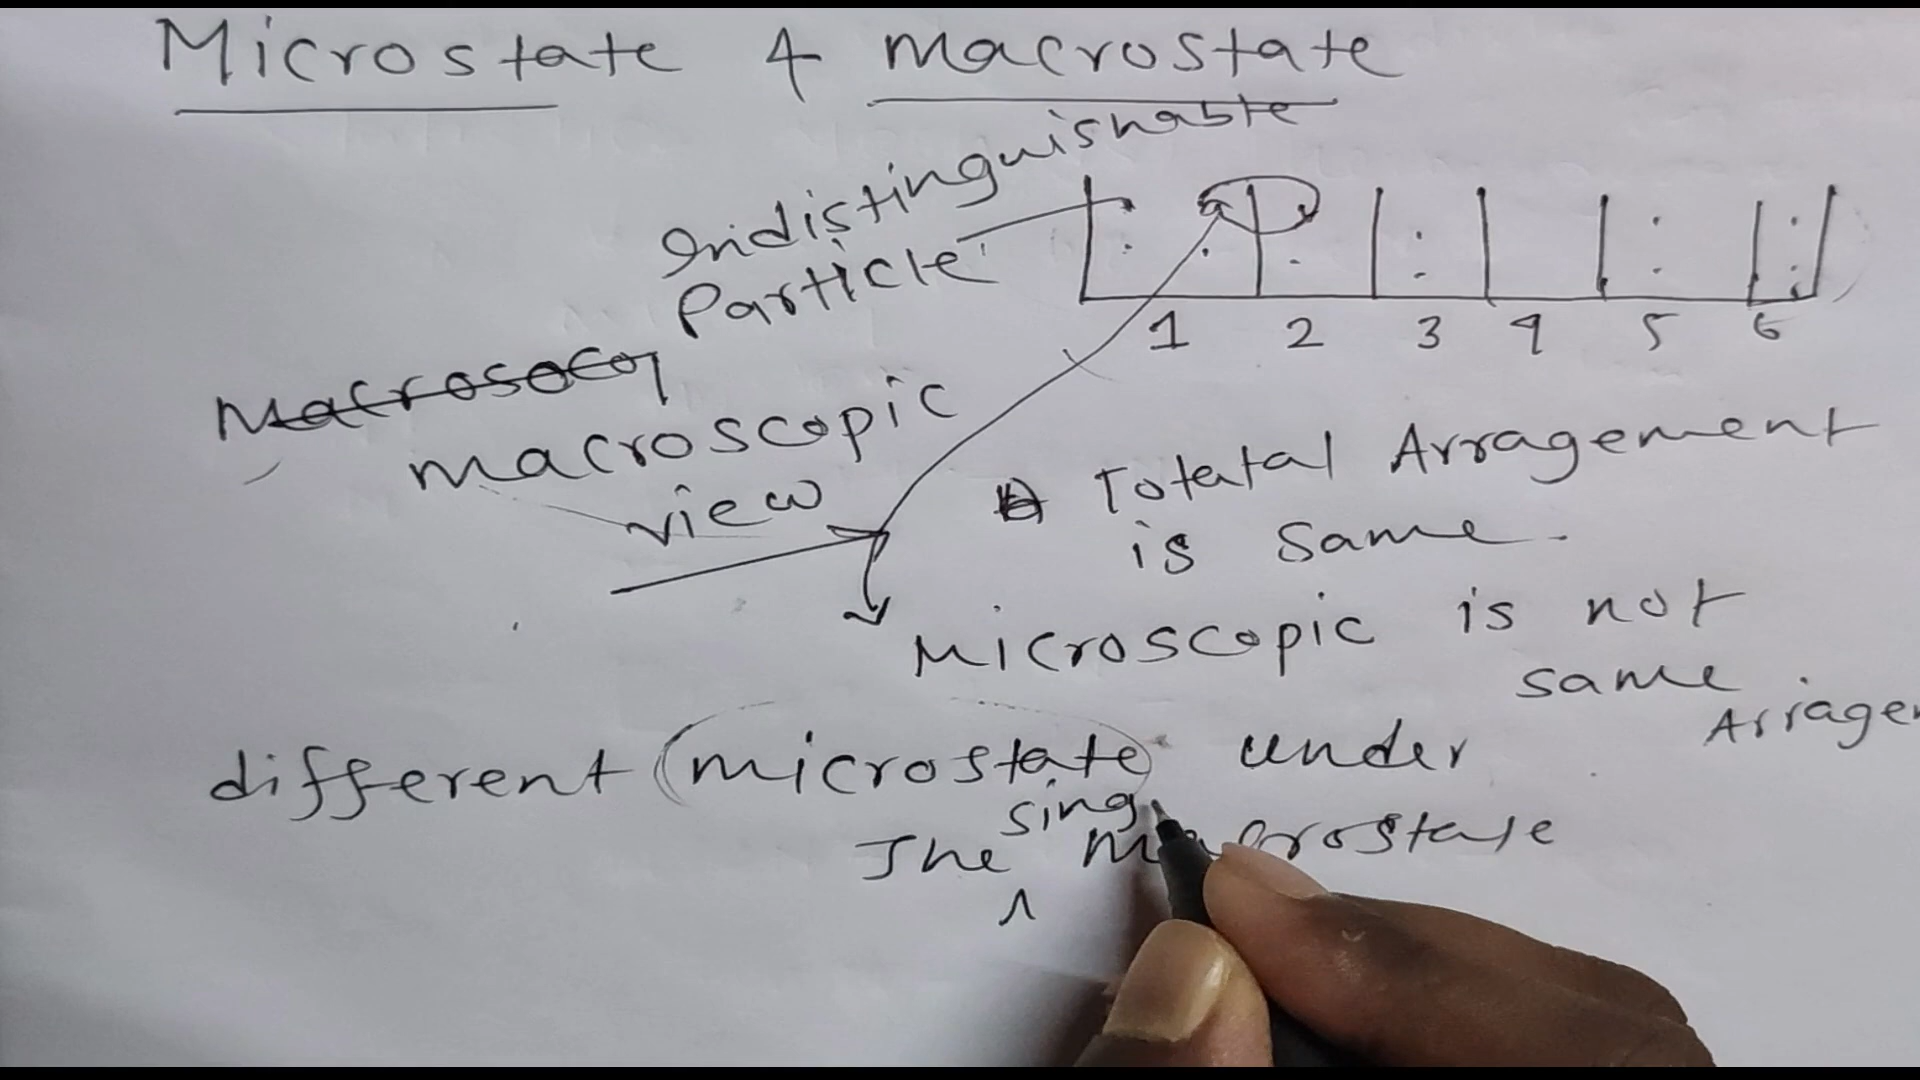 Microstate & macrostate
Indistinguishable
Particle
1 2 3 4 5 6
macroscopic
view
Totatal Arragement
is same.
Microscopic is not
same
Arrage
different microstate under
sing
The macrostate